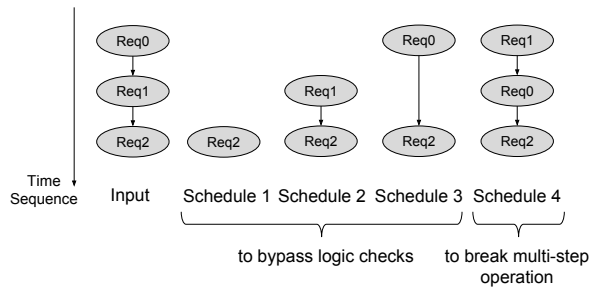 Req0 Req0 Req1
Req1 Req1 Req0
Req2 Req2 Req2 Req2 Req2
Time
Sequence
Input Schedule 1 Schedule 2 Schedule 3 Schedule 4
to bypass logic checks
to break multi-step
operation